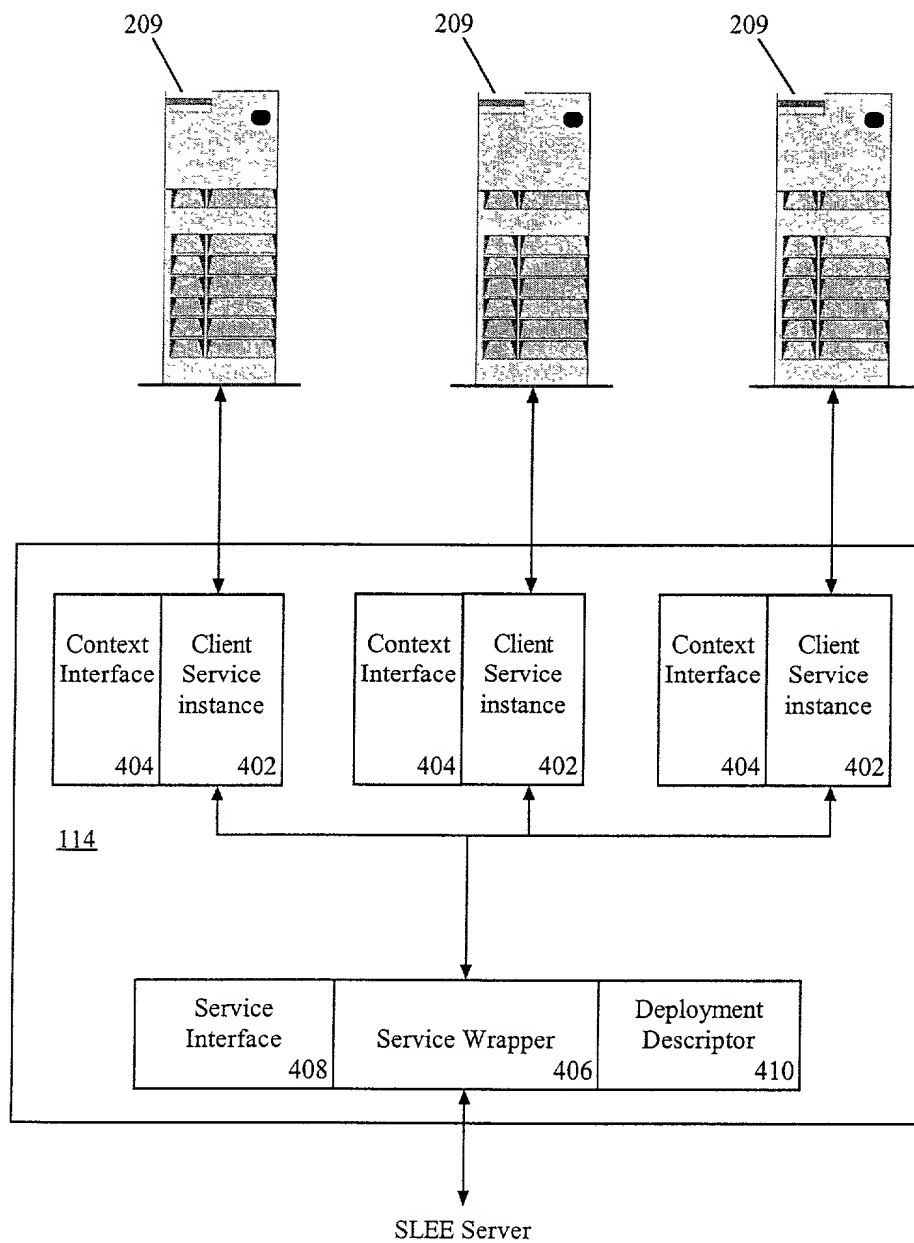 209 209 209
Context Interface Client Service instance Context Interface Client Service instance Context Interface Client Service instance
404 402 404 402 404 402
114
Service Interface Service Wrapper Deployment Descriptor
408 406 410
SLEE Server